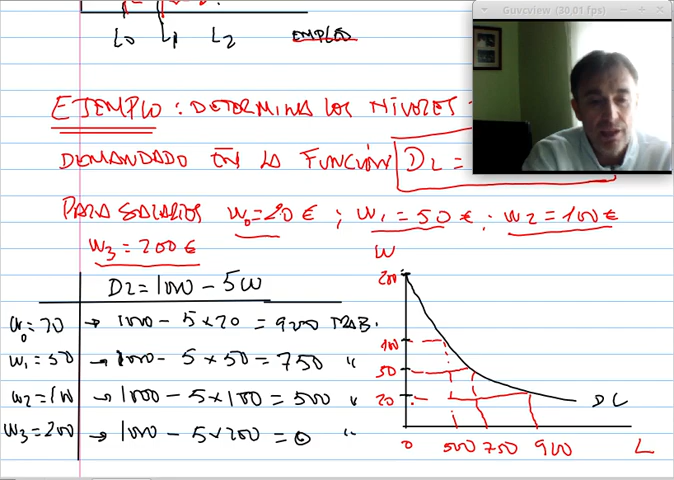 Guvcview (30,01 fps)
L0 L1 L2 EMPLEO
EJEMPLO: DETERMINA LOS NIVELES
DEMANDADO EN LA FUNCIÓN DL =
PARA SALARIOS W0=20€; W1=50€; W2=100€
W3=200€
W
DL=1000-5W
W0=20 → 1000-5×20=900 TRAB.
W1=50 → 1000-5×50=750 "
W2=100 → 1000-5×100=500 "
W3=200 → 1000-5×200=0 "
200
100
50
20 DL
0 500 750 900 L